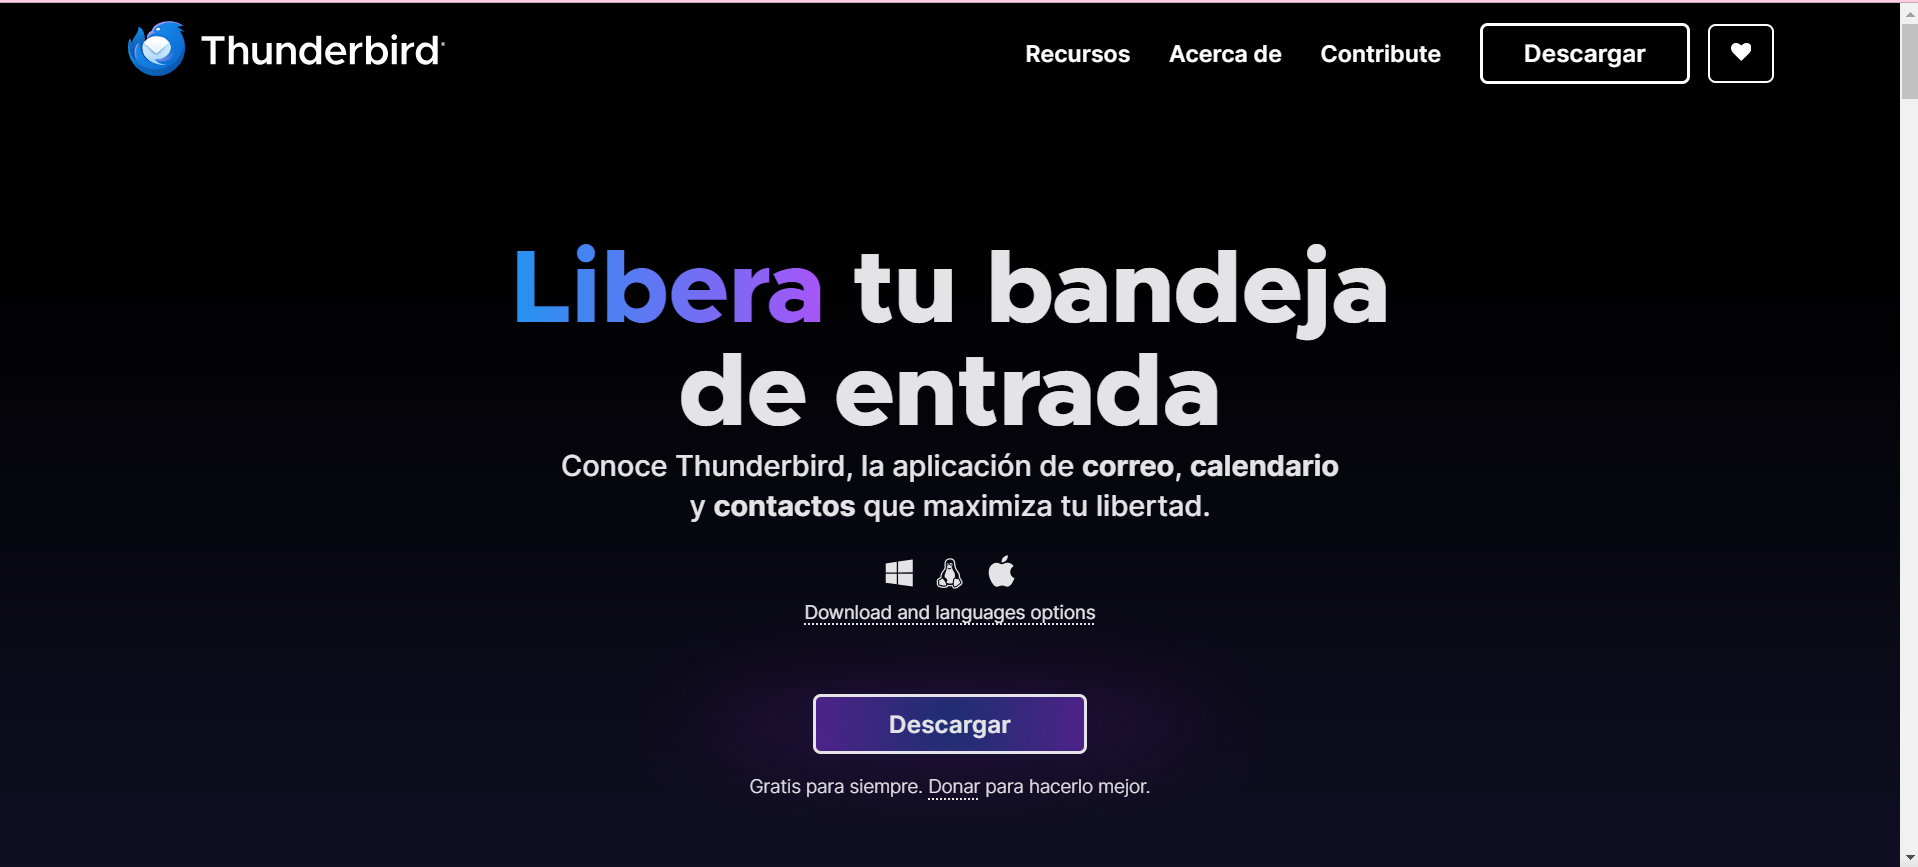 Thunderbird
Recursos
Acerca de
Contribute
Descargar
Libera tu bandeja
de entrada
Conoce Thunderbird, la aplicación de correo, calendario
y contactos que maximiza tu libertad.
Download and languages options
Descargar
Gratis para siempre. Donar para hacerlo mejor.